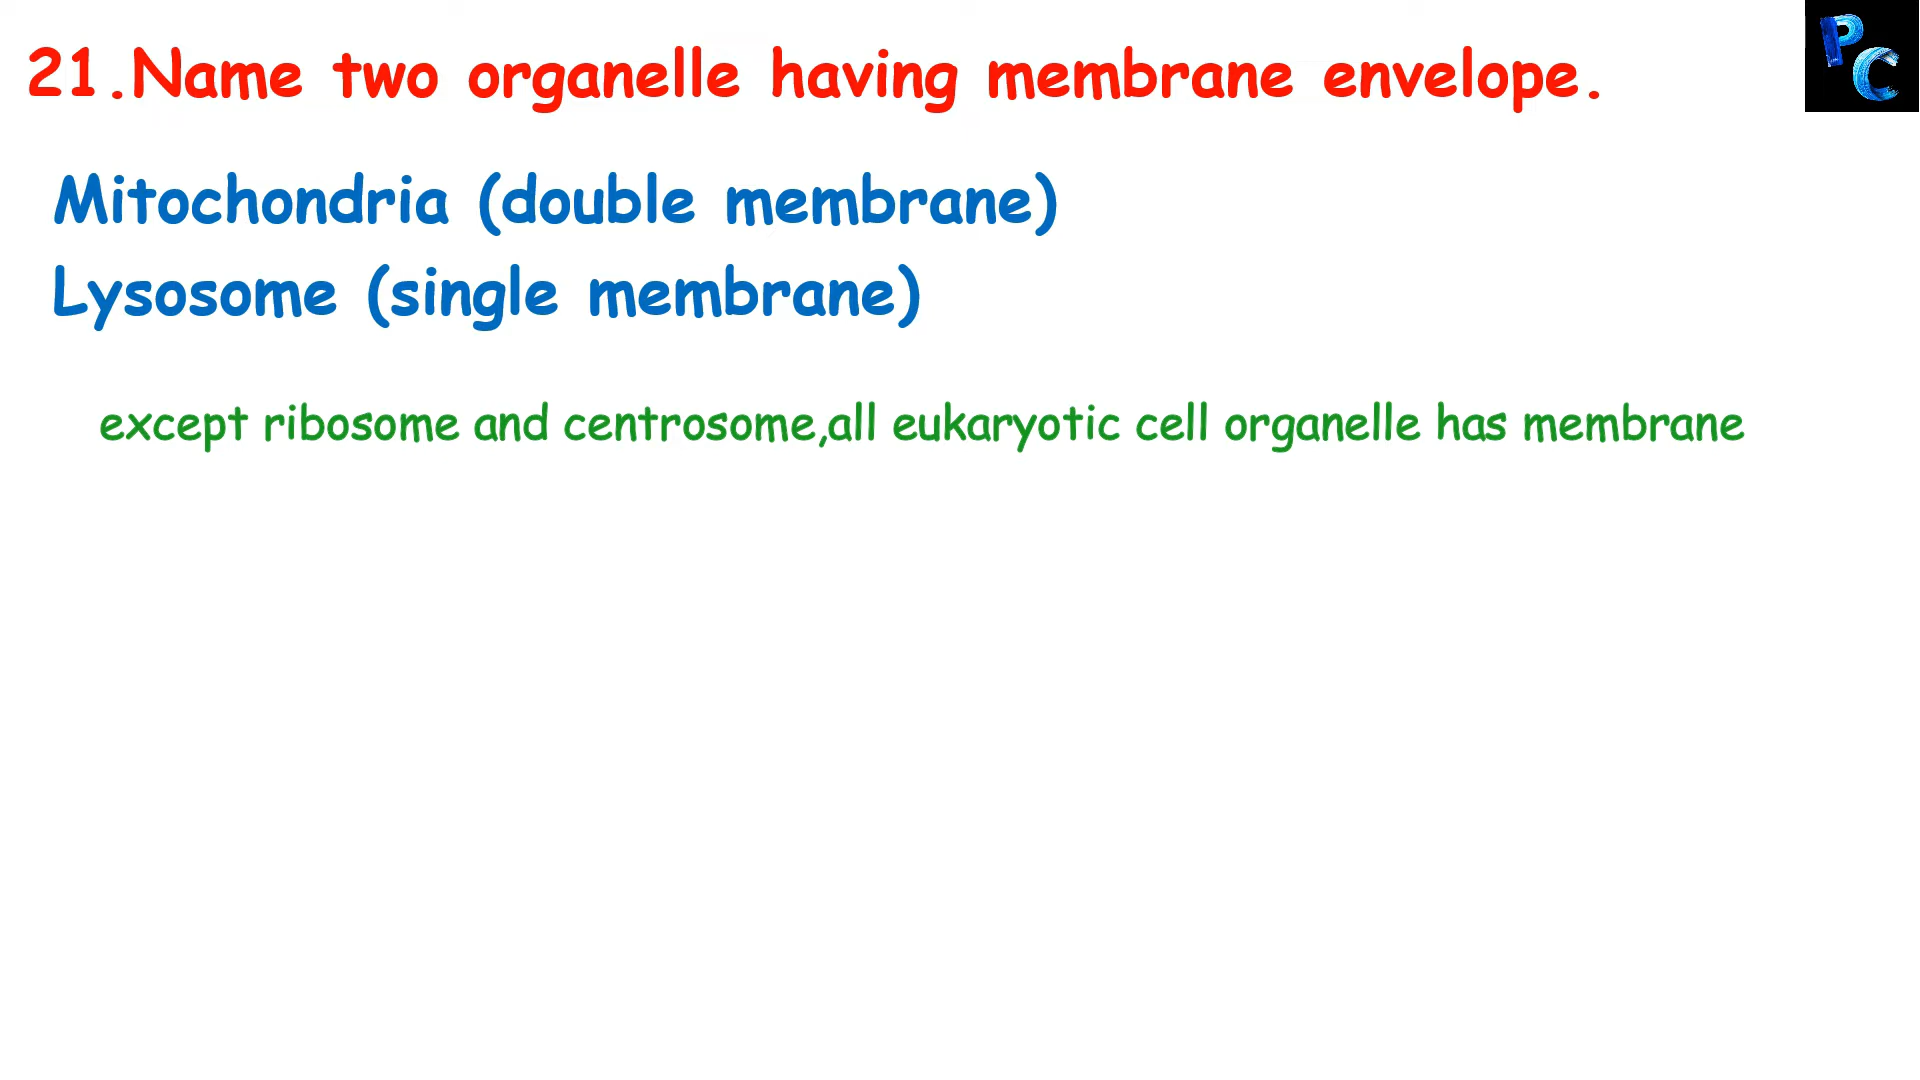 21.Name two organelle having membrane envelope.
PC
Mitochondria (double membrane)
Lysosome (single membrane)
except ribosome and centrosome,all eukaryotic cell organelle has membrane